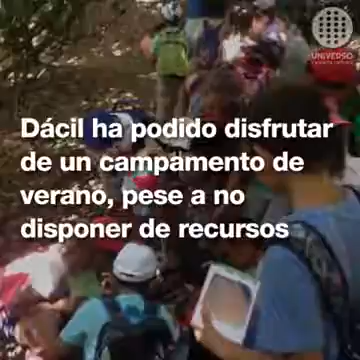 UNIVERSO
Dácil ha podido disfrutar
de un campamento de
verano, pese a no
disponer de recursos